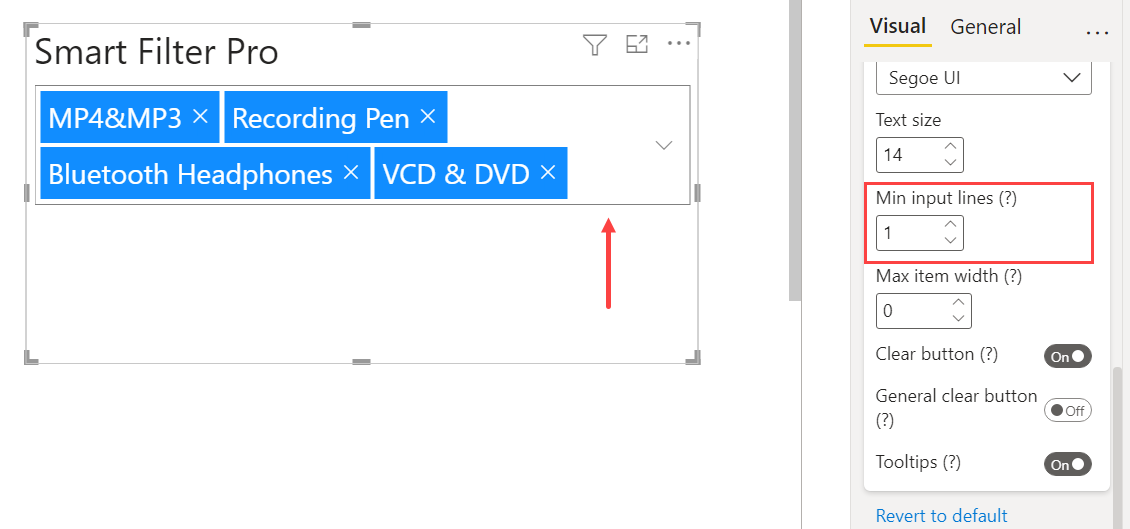 Smart Filter Pro
MP4&MP3 × Recording Pen ×
Bluetooth Headphones × VCD & DVD ×
Visual General ...
Segoe UI
Text size
14
Min input lines (?)
1
Max item width (?)
0
Clear button (?) On
General clear button
(?) Off
Tooltips (?) On
Revert to default